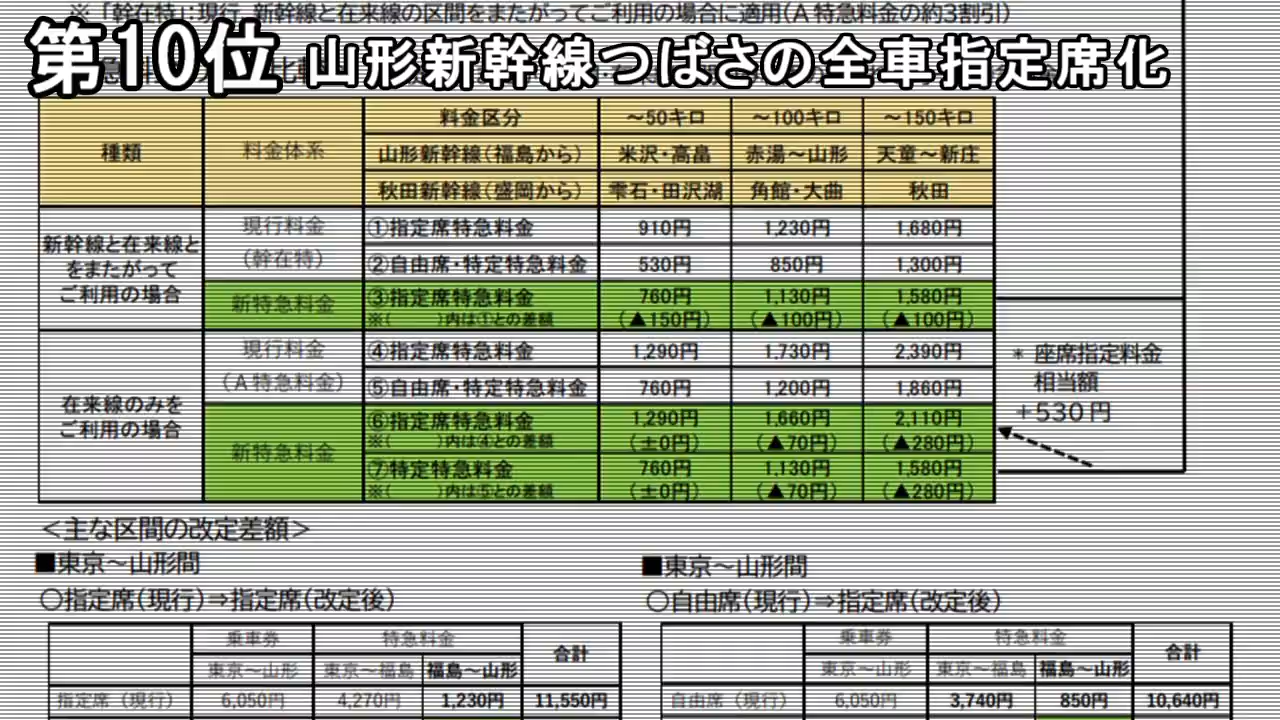 ※「幹在特」：現行 新幹線と在来線の区間をまたがってご利用の場合に適用（A特急料金の約3割引）
第10位 山形新幹線つばさの全車指定席化
種類 料金体系 料金区分 ～50キロ ～100キロ ～150キロ
山形新幹線（福島から） 米沢・高畠 赤湯～山形 天童～新庄
秋田新幹線（盛岡から） 雫石・田沢湖 角館・大曲 秋田
新幹線と在来線と
をまたがって
ご利用の場合
現行料金
（幹在特）
①指定席特急料金 910円 1,230円 1,680円
②自由席・特定特急料金 530円 850円 1,300円
新特急料金
③指定席特急料金 760円 1,130円 1,580円
※（　　）内は①との差額 （▲150円） （▲100円） （▲100円）
在来線のみを
ご利用の場合
現行料金
（A特急料金）
④指定席特急料金 1,290円 1,730円 2,390円
⑤自由席・特定特急料金 760円 1,200円 1,860円
新特急料金
⑥指定席特急料金 1,290円 1,660円 2,110円
※（　　）内は④との差額 （±0円） （▲70円） （▲280円）
⑦特定特急料金 760円 1,130円 1,580円
※（　　）内は⑤との差額 （±0円） （▲70円） （▲280円）
＊ 座席指定料金
相当額
＋530円
＜主な区間の改定差額＞
■東京～山形間
○指定席（現行）⇒指定席（改定後）
乗車券 特急料金 合計
東京～山形 東京～福島 福島～山形
指定席（現行） 6,050円 4,270円 1,230円 11,550円
■東京～山形間
○自由席（現行）⇒指定席（改定後）
乗車券 特急料金 合計
東京～山形 東京～福島 福島～山形
自由席（現行） 6,050円 3,740円 850円 10,640円